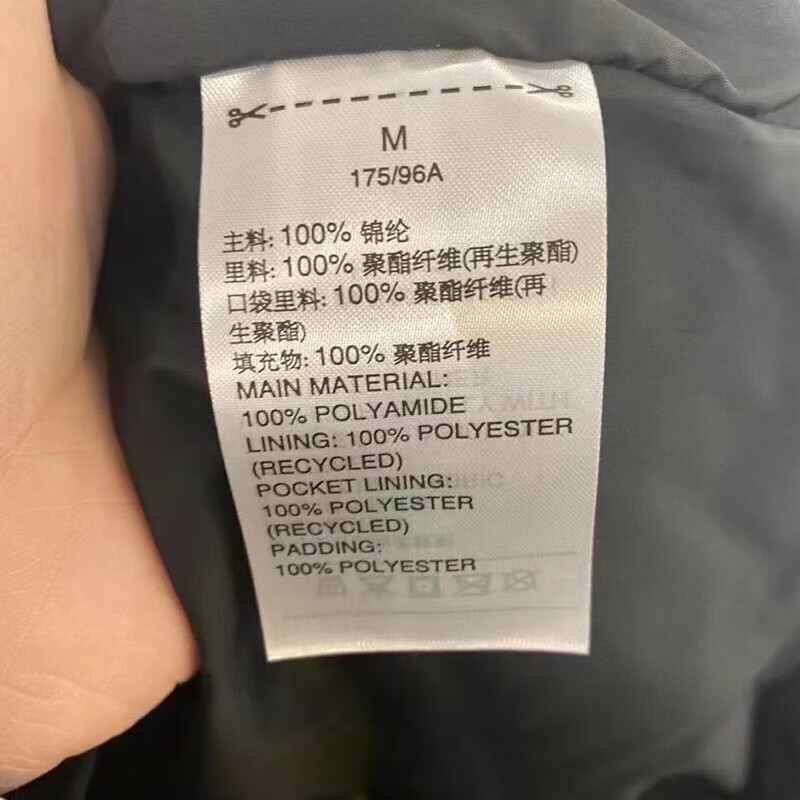 M
175/96A
主料: 100% 锦纶
里料: 100% 聚酯纤维(再生聚酯)
口袋里料: 100% 聚酯纤维(再
生聚酯)
填充物: 100% 聚酯纤维
MAIN MATERIAL:
100% POLYAMIDE
LINING: 100% POLYESTER
(RECYCLED)
POCKET LINING:
100% POLYESTER
(RECYCLED)
PADDING:
100% POLYESTER